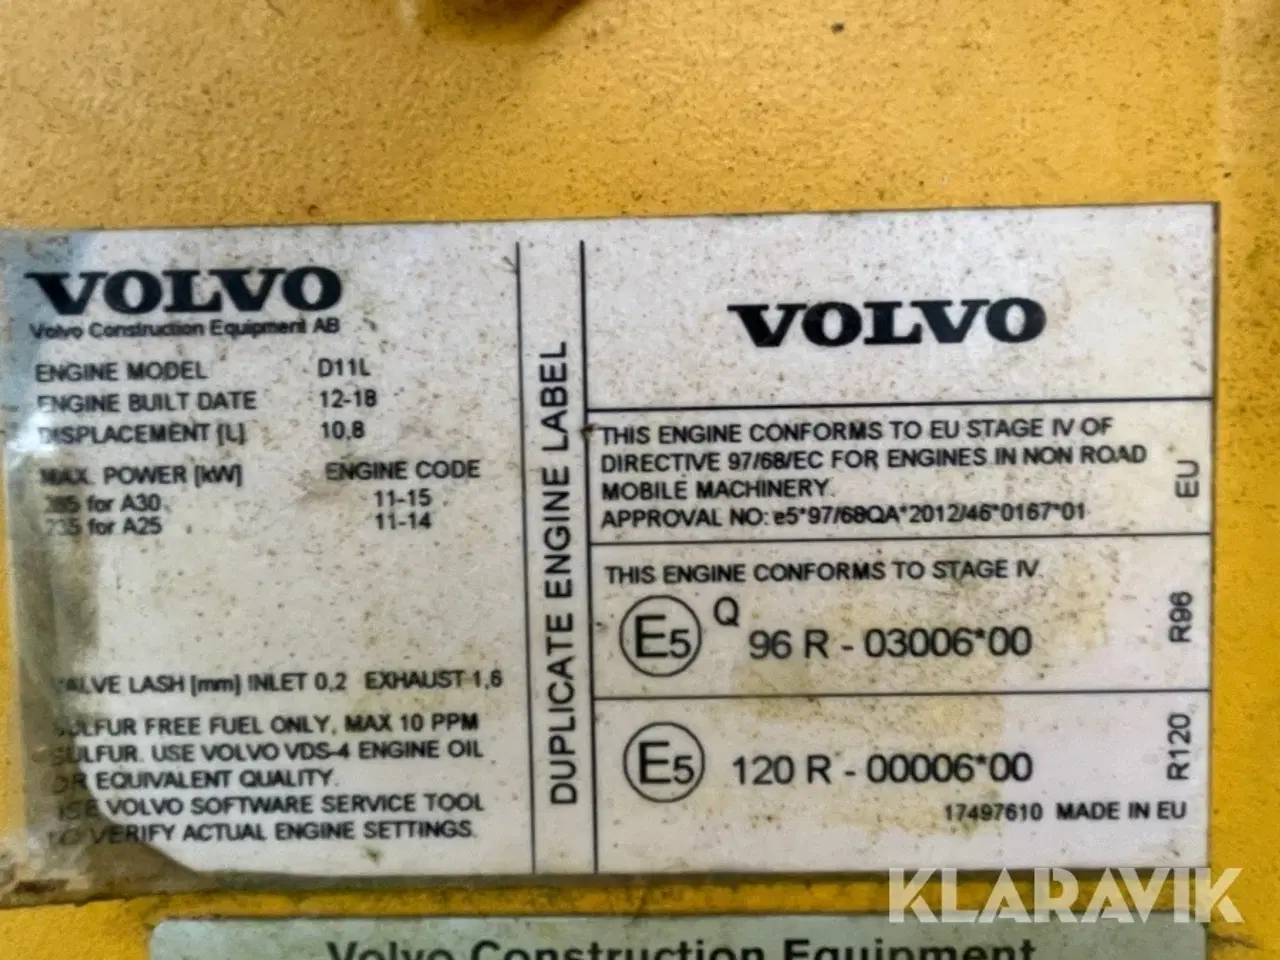 VOLVO
Volvo Construction Equipment AB
ENGINE MODEL D11L
ENGINE BUILT DATE 12-18
DISPLACEMENT [L] 10,8
MAX. POWER [kW] ENGINE CODE
for A30 11-15
for A25 11-14
VALVE LASH [mm] INLET 0,2 EXHAUST 1,6
SULFUR FREE FUEL ONLY, MAX 10 PPM
SULFUR. USE VOLVO VDS-4 ENGINE OIL
OR EQUIVALENT QUALITY.
USE VOLVO SOFTWARE SERVICE TOOL
TO VERIFY ACTUAL ENGINE SETTINGS.
DUPLICATE ENGINE LABEL
VOLVO
THIS ENGINE CONFORMS TO EU STAGE IV OF
DIRECTIVE 97/68/EC FOR ENGINES IN NON ROAD
MOBILE MACHINERY.
APPROVAL NO: e5*97/68QA*2012/46*0167*01
EU
THIS ENGINE CONFORMS TO STAGE IV.
E5 Q 96 R - 03006*00
R96
E5 120 R - 00006*00
R120
17497610 MADE IN EU
KLARAVIK
Volvo Construction Equipment